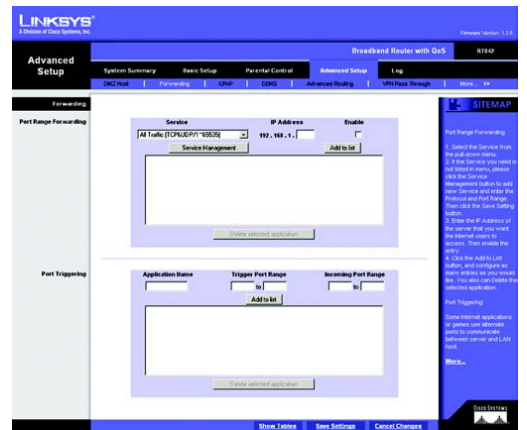 LINKSYS®
A Division of Cisco Systems, Inc.
Firmware Version: 1.3.5
Broadband Router with QoS
RT042
Advanced Setup
System Summary
Basic Setup
Parental Control
Advanced Setup
Log
DMZ Host
Forwarding
UPnP
DDNS
Advanced Routing
VPN Pass Through
More... >>
Forwarding
SITEMAP
Port Range Forwarding
Service
IP Address
Enable
All Traffic [TCP&UDP/1~65535]
192 . 168 . 1 .
Service Management
Add to list
Delete selected application
Port Triggering
Application Name
Trigger Port Range
Incoming Port Range
to
to
Add to list
Delete selected application
Port Range Forwarding:
1. Select the Service from
the pull-down menu.
2. If the Service you need is
not listed in menu, please
click the Service
Management button to add
new Service and enter the
Protocol and Port Range.
Then click the Save Setting
button.
3. Enter the IP Address of
the server that you want
the Internet users to
access. Then enable the
entry.
4. Click the Add to List
button, and configure as
many entries as you would
like. You also can Delete the
selected application.
Port Triggering:
Some Internet applications
or games use alternate
ports to communicate
between server and LAN
host.
More...
Show Tables
Save Settings
Cancel Changes
CISCO SYSTEMS